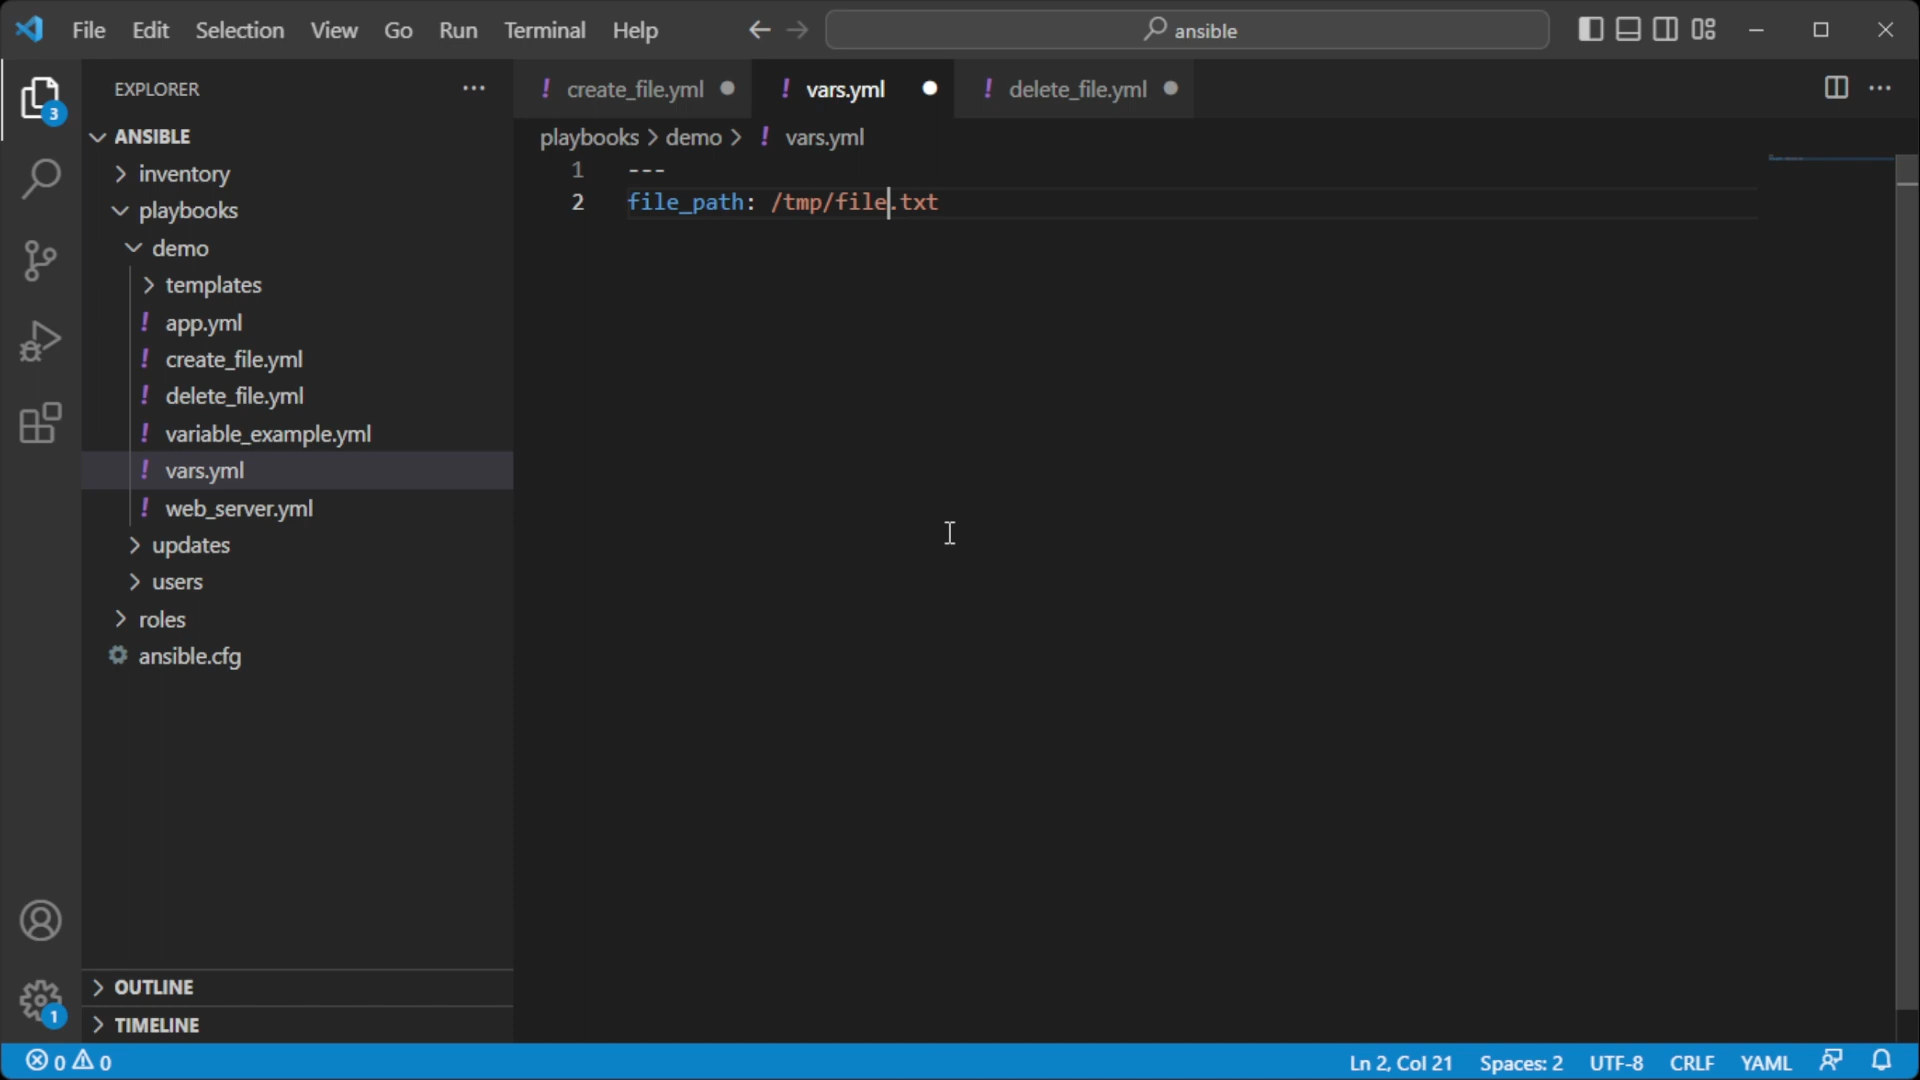 File Edit Selection View Go Run Terminal Help ansible
EXPLORER ! create_file.yml ! vars.yml ! delete_file.yml
3
ANSIBLE playbooks > demo > ! vars.yml
inventory 1 ---
playbooks 2 file_path: /tmp/file.txt
demo
templates
! app.yml
! create_file.yml
! delete_file.yml
! variable_example.yml
! vars.yml
! web_server.yml
updates
users
roles
ansible.cfg
OUTLINE
1
TIMELINE
0 0 Ln 2, Col 21 Spaces: 2 UTF-8 CRLF YAML